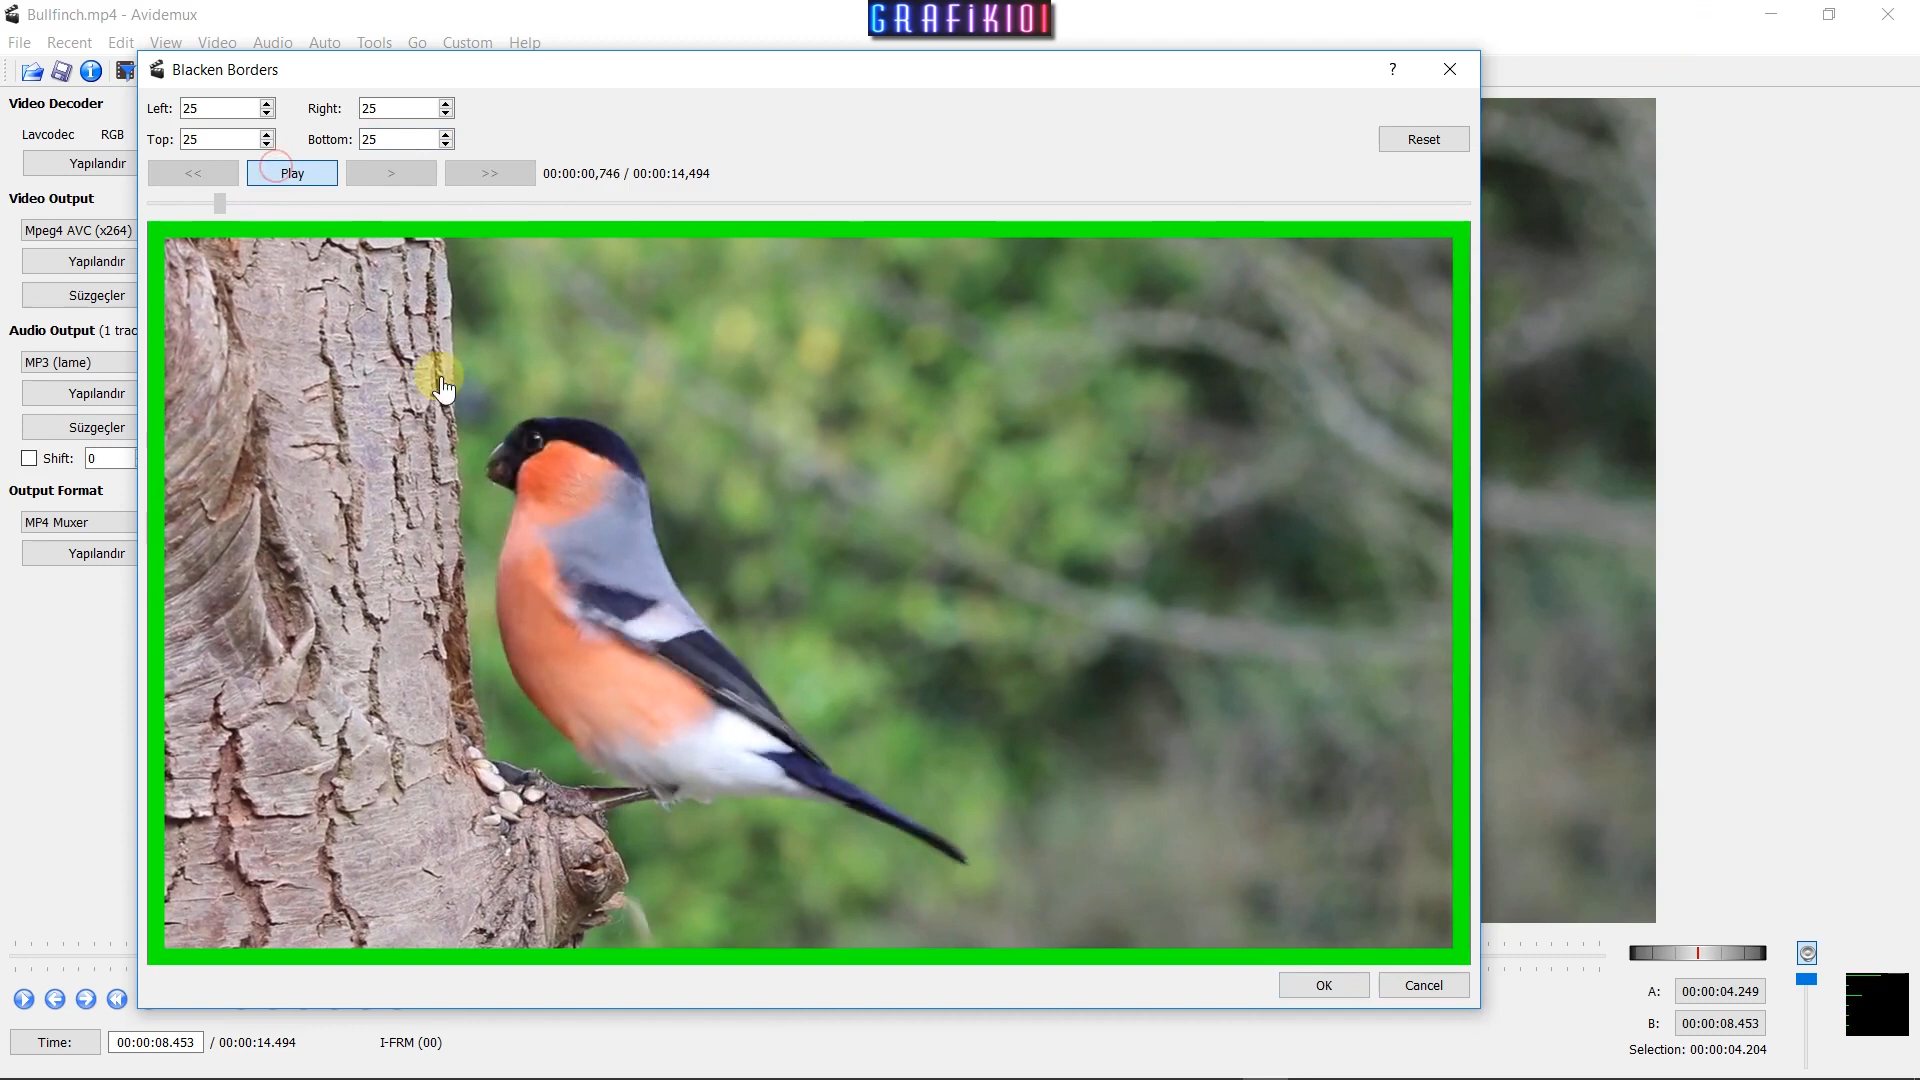 Bullfinch.mp4 - Avidemux
GRAFiK101
File Recent Edit View Video Audio Auto Tools Go Custom Help
Blacken Borders
?
Left: 25 Right: 25
Top: 25 Bottom: 25
Reset
<< Play > >> 00:00:00,746 / 00:00:14,494
Video Decoder
Lavcodec RGB
Yapılandır
Video Output
Mpeg4 AVC (x264)
Yapılandır
Süzgeçler
Audio Output (1 trac
MP3 (lame)
Yapılandır
Süzgeçler
Shift: 0
Output Format
MP4 Muxer
Yapılandır
OK Cancel
A: 00:00:04.249
B: 00:00:08.453
Selection: 00:00:04.204
Time: 00:00:08.453 / 00:00:14.494 I-FRM (00)